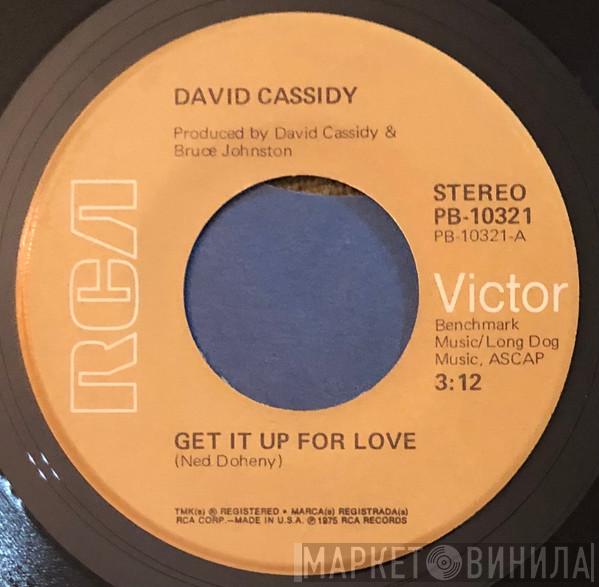 DAVID CASSIDY
Produced by David Cassidy &
Bruce Johnston
RCA
STEREO
PB-10321
PB-10321-A
Victor
Benchmark
Music/Long Dog
Music, ASCAP
3:12
GET IT UP FOR LOVE
(Ned Doheny)
TMK(s) ® REGISTERED • MARCA(s) REGISTRADA(s)
RCA CORP.—MADE IN U.S.A. ℗ 1975 RCA RECORDS
МАРКЕТ ВИНИЛА